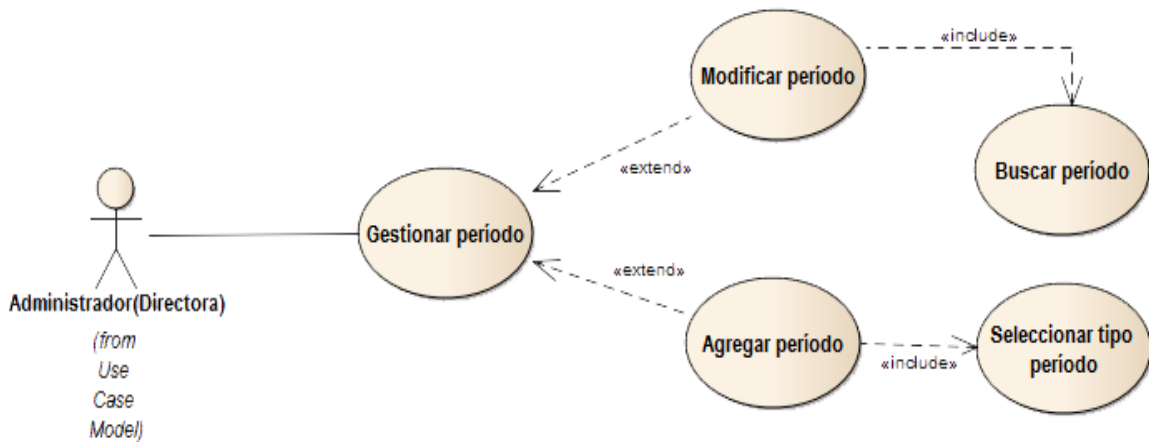 «include»
Modificar período
Buscar período
«extend»
Gestionar período
«extend»
Administrador(Directora)
(from
Use
Case
Model)
Agregar período
«include»
Seleccionar tipo
período